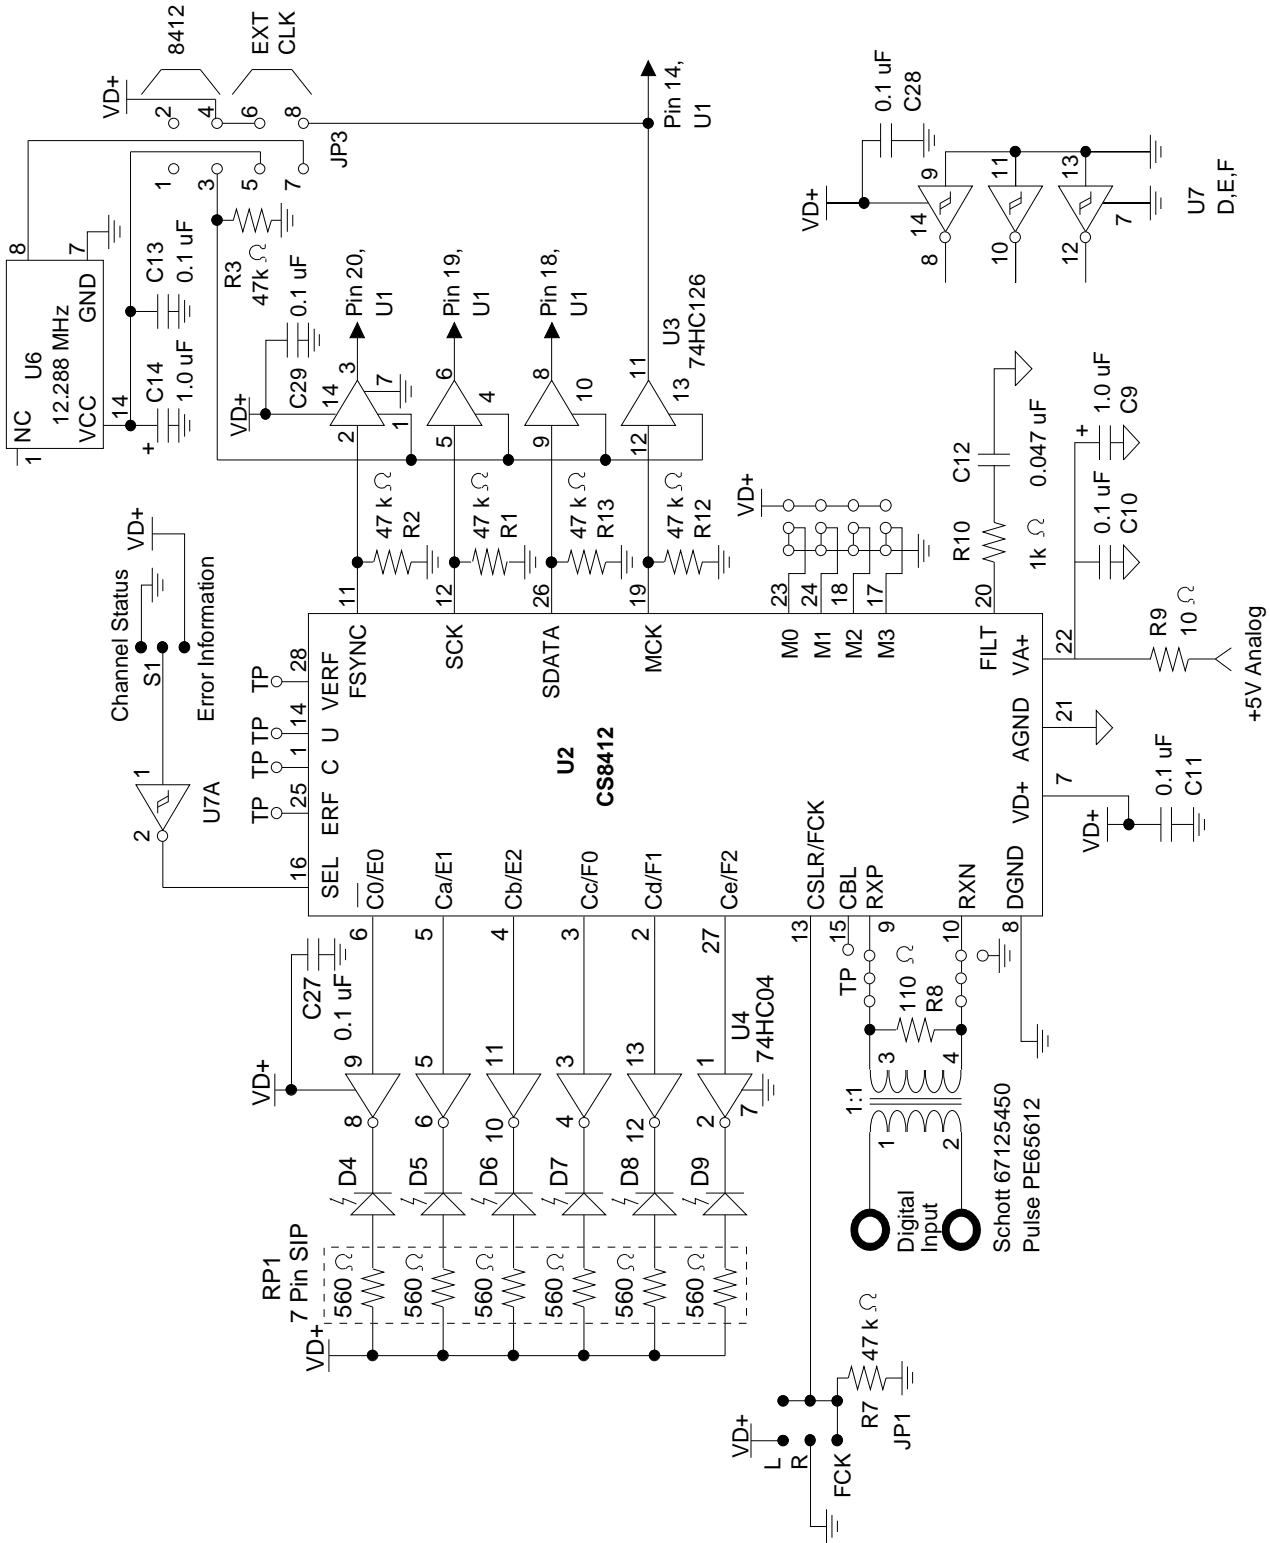 8412
EXT
CLK
VD+
2
4
6
8
JP3
1
3
5
7
Pin 14,
U1
NC
1
U6
12.288 MHz
VCC
GND
14
8
7
+
C14
1.0 uF
C13
0.1 uF
R3
47k Ω
VD+
C29
0.1 uF
14
2
3
7
1
Pin 20,
U1
5
6
4
Pin 19,
U1
9
8
10
Pin 18,
U1
12
11
13
U3
74HC126
47 k Ω
R2
47 k Ω
R1
47 k Ω
R13
47 k Ω
R12
VD+
0.1 uF
C28
VD+
14
9
8
11
10
13
12
7
U7
D,E,F
Channel Status
S1
Error Information
VD+
1
2
U7A
TP
TP
TP
TP
25
1
14
28
16
SEL
ERF
C
U
VERF
11
FSYNC
12
SCK
26
SDATA
19
MCK
23
24
18
17
M0
M1
M2
M3
20
FILT
R10
1k Ω
C12
0.047 uF
22
VA+
0.1 uF
C10
+
1.0 uF
C9
R9
10 Ω
+5V Analog
21
AGND
7
VD+
VD+
0.1 uF
C11
U2
CS8412
C0/E0
Ca/E1
Cb/E2
Cc/F0
Cd/F1
Ce/F2
CSLR/FCK
CBL
RXP
RXN
DGND
6
5
4
3
2
27
13
15
9
10
8
TP
110 Ω
R8
1:1
3
4
1
2
Digital
Input
Schott 67125450
Pulse PE65612
C27
0.1 uF
VD+
9
8
5
6
11
10
3
4
13
12
1
2
7
U4
74HC04
D4
D5
D6
D7
D8
D9
RP1
7 Pin SIP
560 Ω
560 Ω
560 Ω
560 Ω
560 Ω
560 Ω
VD+
VD+
L
R
FCK
R7
47 k Ω
JP1